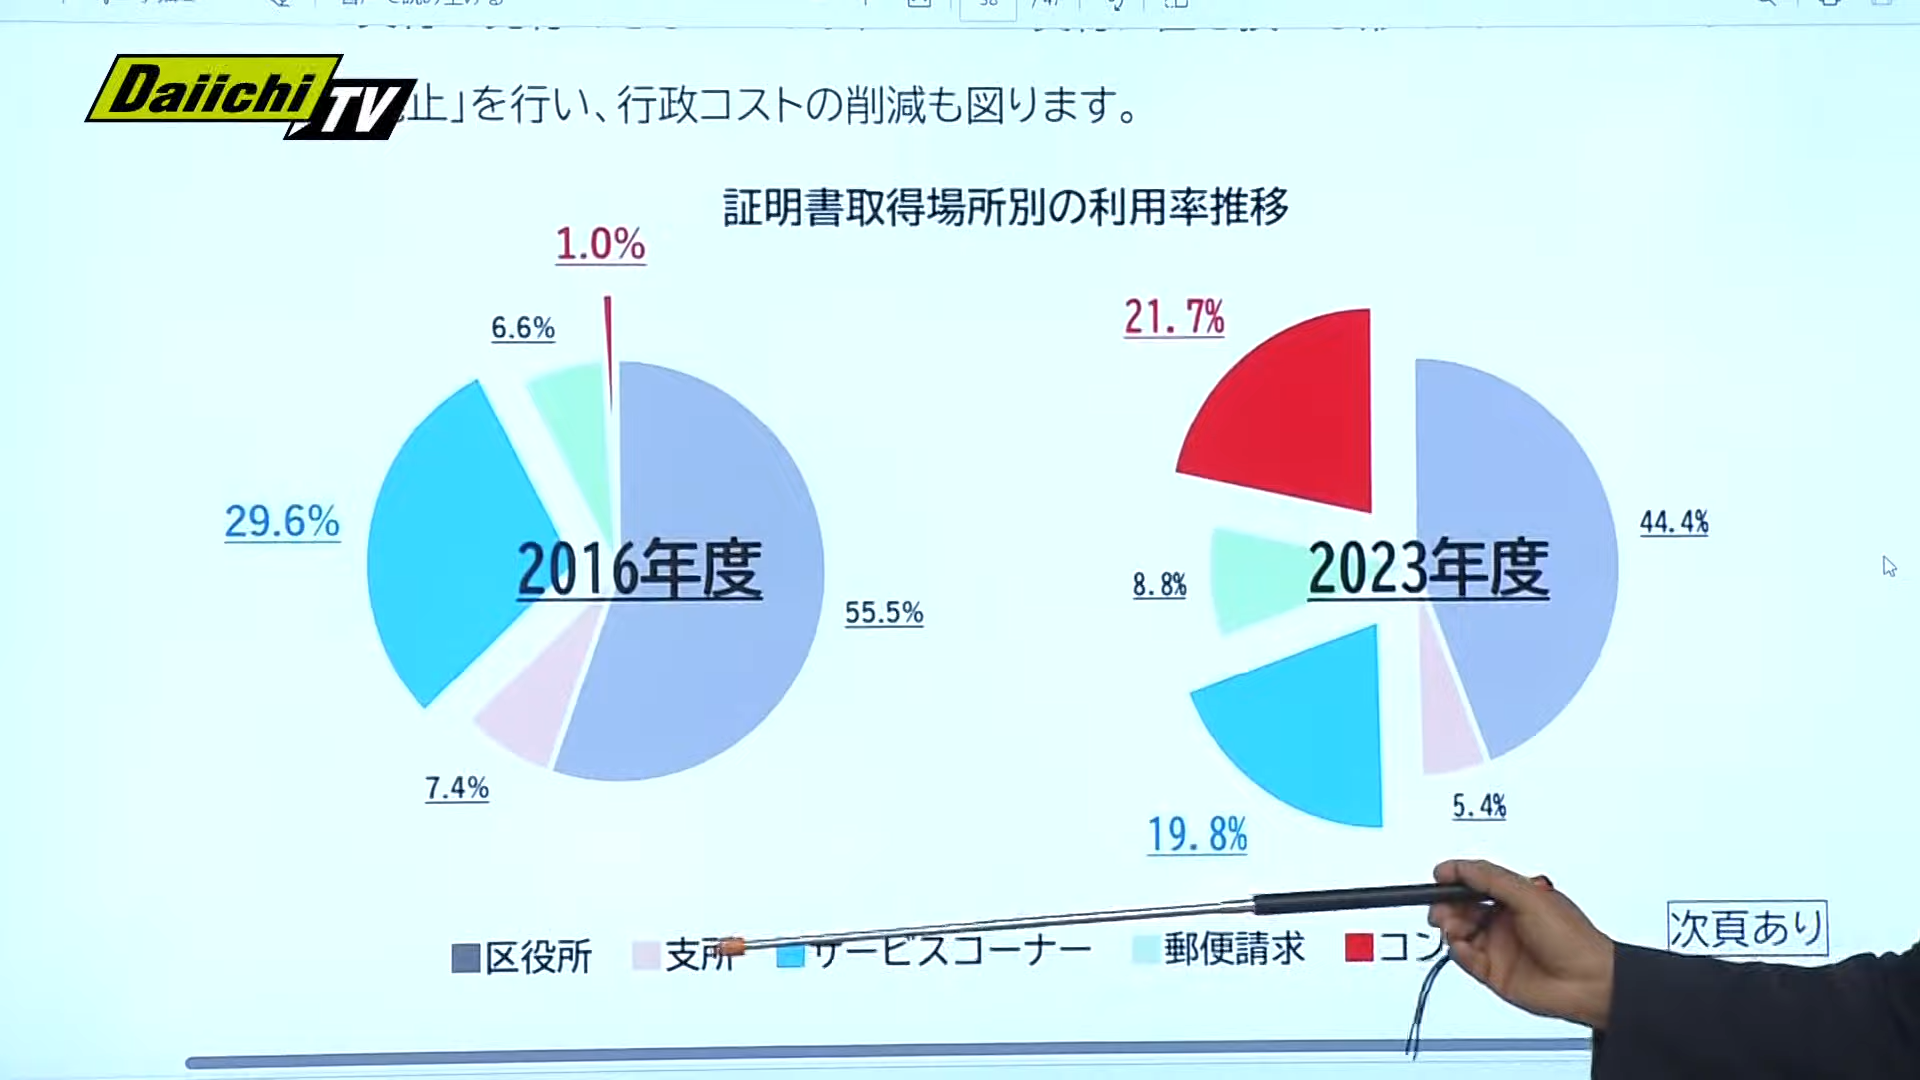 Daiichi TV
止」を行い、行政コストの削減も図ります。
証明書取得場所別の利用率推移
1.0%
6.6%
29.6%
2016年度
55.5%
7.4%
21.7%
44.4%
8.8%
2023年度
5.4%
19.8%
区役所 支所 サービスコーナー 郵便請求 コン
次頁あり